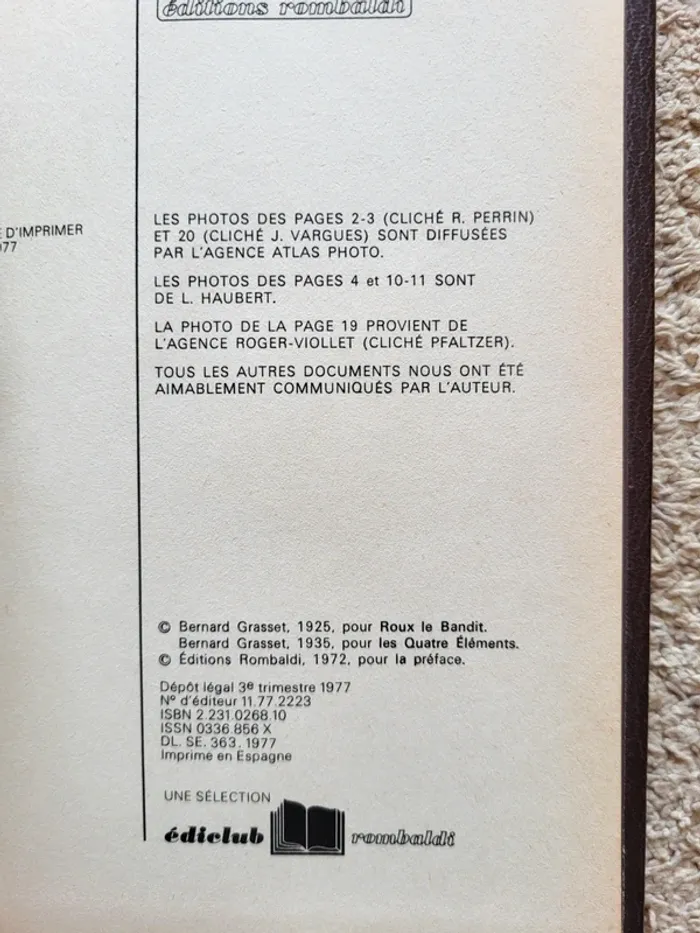 éditions rombaldi
D'IMPRIMER
77
LES PHOTOS DES PAGES 2-3 (CLICHÉ R. PERRIN)
ET 20 (CLICHÉ J. VARGUES) SONT DIFFUSÉES
PAR L'AGENCE ATLAS PHOTO.
LES PHOTOS DES PAGES 4 et 10-11 SONT
DE L. HAUBERT.
LA PHOTO DE LA PAGE 19 PROVIENT DE
L'AGENCE ROGER-VIOLLET (CLICHÉ PFALTZER).
TOUS LES AUTRES DOCUMENTS NOUS ONT ÉTÉ
AIMABLEMENT COMMUNIQUÉS PAR L'AUTEUR.
© Bernard Grasset, 1925, pour Roux le Bandit.
Bernard Grasset, 1935, pour les Quatre Éléments.
© Éditions Rombaldi, 1972, pour la préface.
Dépôt légal 3e trimestre 1977
N° d'éditeur 11.77.2223
ISBN 2.231.0268.10
ISSN 0336.856 X
DL. SE. 363. 1977
Imprimé en Espagne
UNE SÉLECTION
édiclub rombaldi